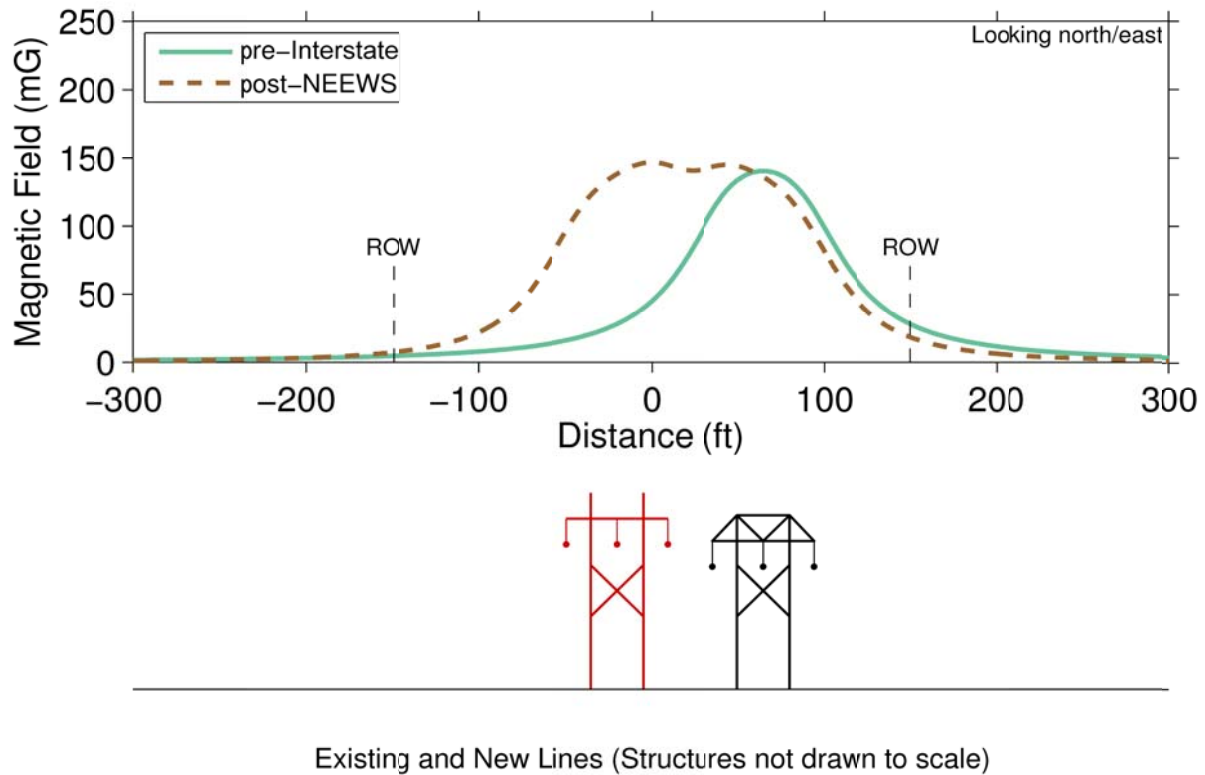 250
200
150
100
50
0
Magnetic Field (mG)
pre−Interstate
post−NEEWS
Looking north/east
ROW
ROW
−300
−200
−100
0
100
200
300
Distance (ft)
Existing and New Lines (Structures not drawn to scale)